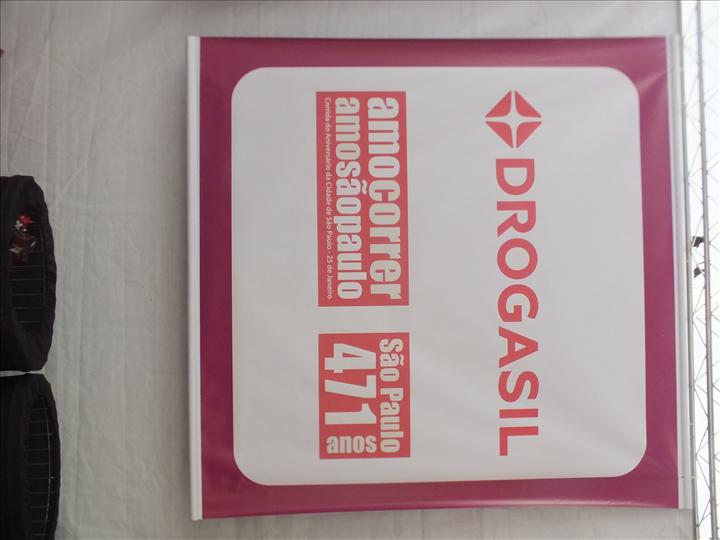 DROGASIL
amocorrer
amosãopaulo
Corrida do Aniversário da Cidade de São Paulo - 25 de Janeiro
São Paulo
471
anos